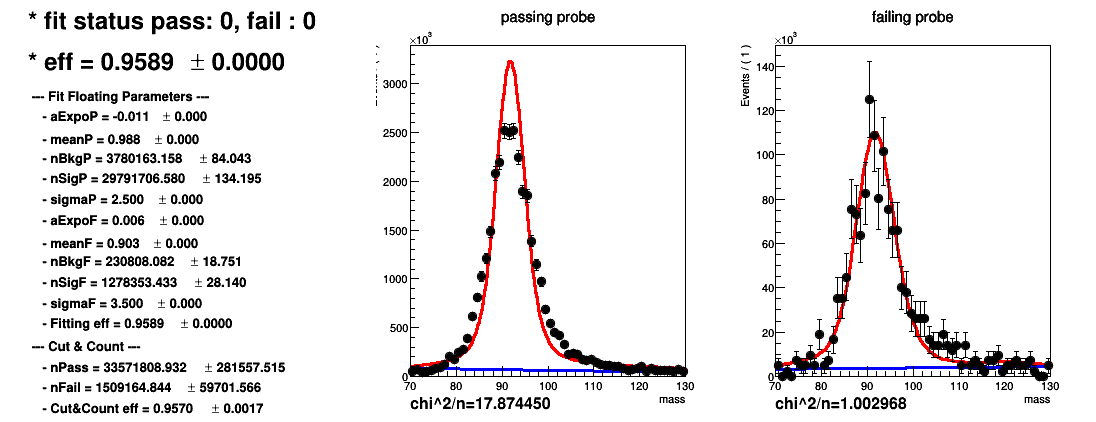 * fit status pass: 0, fail : 0
* eff = 0.9589 ± 0.0000
--- Fit Floating Parameters ---
- aExpoP = -0.011 ± 0.000
- meanP = 0.988 ± 0.000
- nBkgP = 3780163.158 ± 84.043
- nSigP = 29791706.580 ± 134.195
- sigmaP = 2.500 ± 0.000
- aExpoF = 0.006 ± 0.000
- meanF = 0.903 ± 0.000
- nBkgF = 230808.082 ± 18.751
- nSigF = 1278353.433 ± 28.140
- sigmaF = 3.500 ± 0.000
- Fitting eff = 0.9589 ± 0.0000
--- Cut & Count ---
- nPass = 33571808.932 ± 281557.515
- nFail = 1509164.844 ± 59701.566
- Cut&Count eff = 0.9570 ± 0.0017
passing probe
×10³
3000
2500
2000
1500
1000
500
0
70 80 90 100 110 120 130
mass
chi^2/n=17.874450
failing probe
×10³
Events / ( 1 )
140
120
100
80
60
40
20
0
70 80 90 100 110 120 130
mass
chi^2/n=1.002968